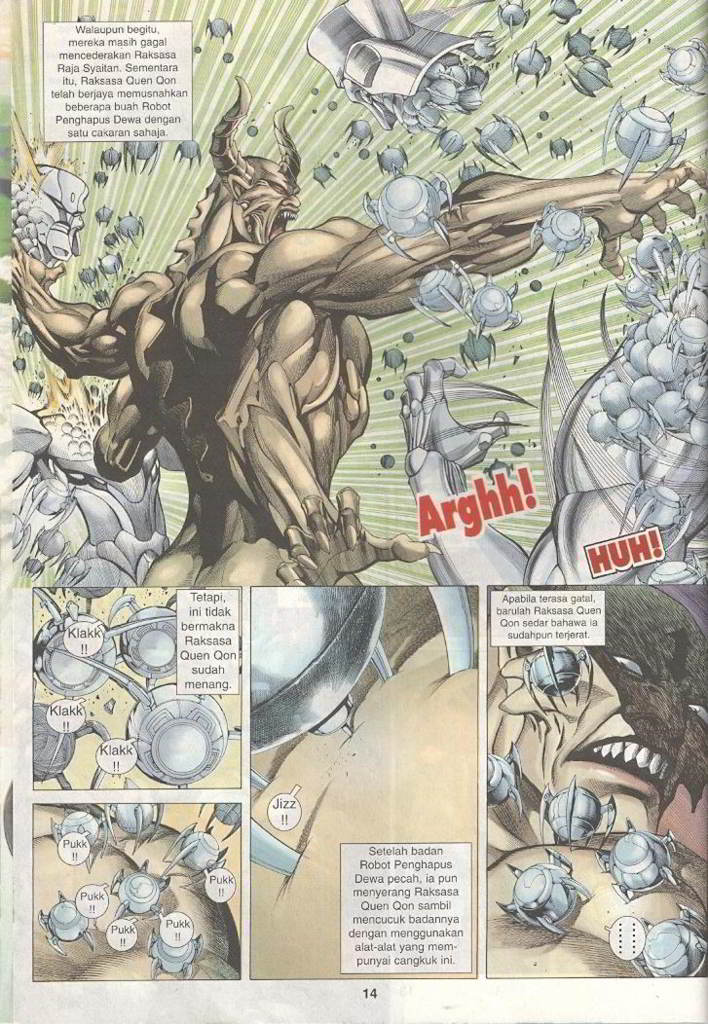 Walaupun begitu,
mereka masih gagal
mencederakan Raksasa
Raja Syaitan. Sementara
itu, Raksasa Quen Qon
telah berjaya memusnahkan
beberapa buah Robot
Penghapus Dewa dengan
satu cakaran sahaja.
Arghh!
HUH!
Klakk
!!
Klakk
!!
Klakk
!!
Tetapi,
ini tidak
bermakna
Raksasa
Quen Qon
sudah
menang.
Pukk
!!
Pukk
!!
Pukk
!!
Pukk
!!
Pukk
!!
Jizz
!!
Setelah badan
Robot Penghapus
Dewa pecah, ia pun
menyerang Raksasa
Quen Qon sambil
mencucuk badannya
dengan menggunakan
alat-alat yang mem-
punyai cangkuk ini.
Apabila terasa gatal,
barulah Raksasa Quen
Qon sedar bahawa ia
sudahpun terjerat.
14